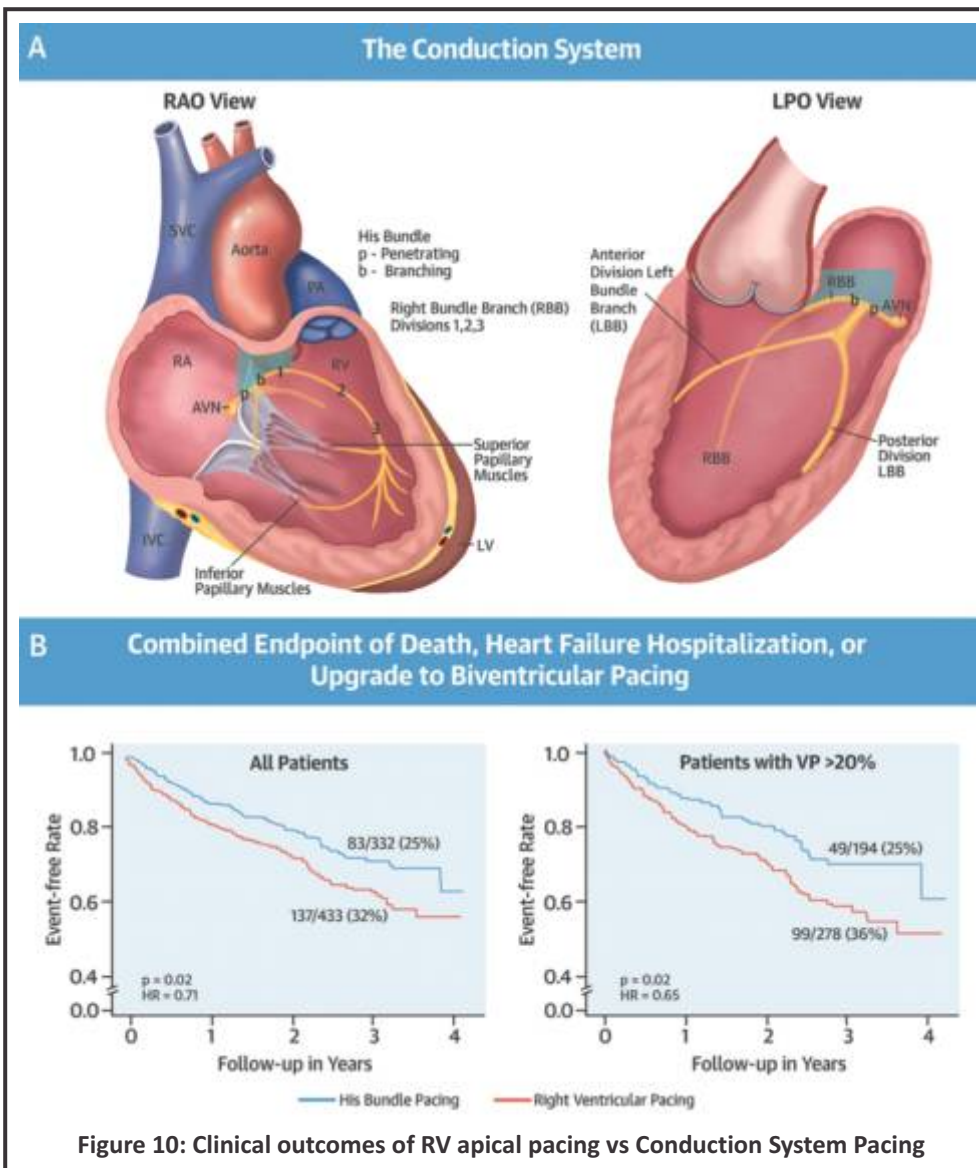 A
The Conduction System
RAO View
LPO View
SVC
Aorta
PA
RA
RV
AVN
p
b
1
2
3
IVC
LV
His Bundle
p - Penetrating
b - Branching
Right Bundle Branch (RBB)
Divisions 1,2,3
Superior
Papillary
Muscles
Inferior
Papillary Muscles
Anterior
Division Left
Bundle
Branch
(LBB)
RBB
1
b
p
AVN
RBB
Posterior
Division
LBB
B
Combined Endpoint of Death, Heart Failure Hospitalization, or
Upgrade to Biventricular Pacing
All Patients
Event-free Rate
1.0
0.8
0.6
0.4
0.0
83/332 (25%)
137/433 (32%)
p = 0.02
HR = 0.71
0 1 2 3 4
Follow-up in Years
Patients with VP >20%
Event-free Rate
1.0
0.8
0.6
0.4
0.0
49/194 (25%)
99/278 (36%)
p = 0.02
HR = 0.65
0 1 2 3 4
Follow-up in Years
His Bundle Pacing
Right Ventricular Pacing
Figure 10: Clinical outcomes of RV apical pacing vs Conduction System Pacing